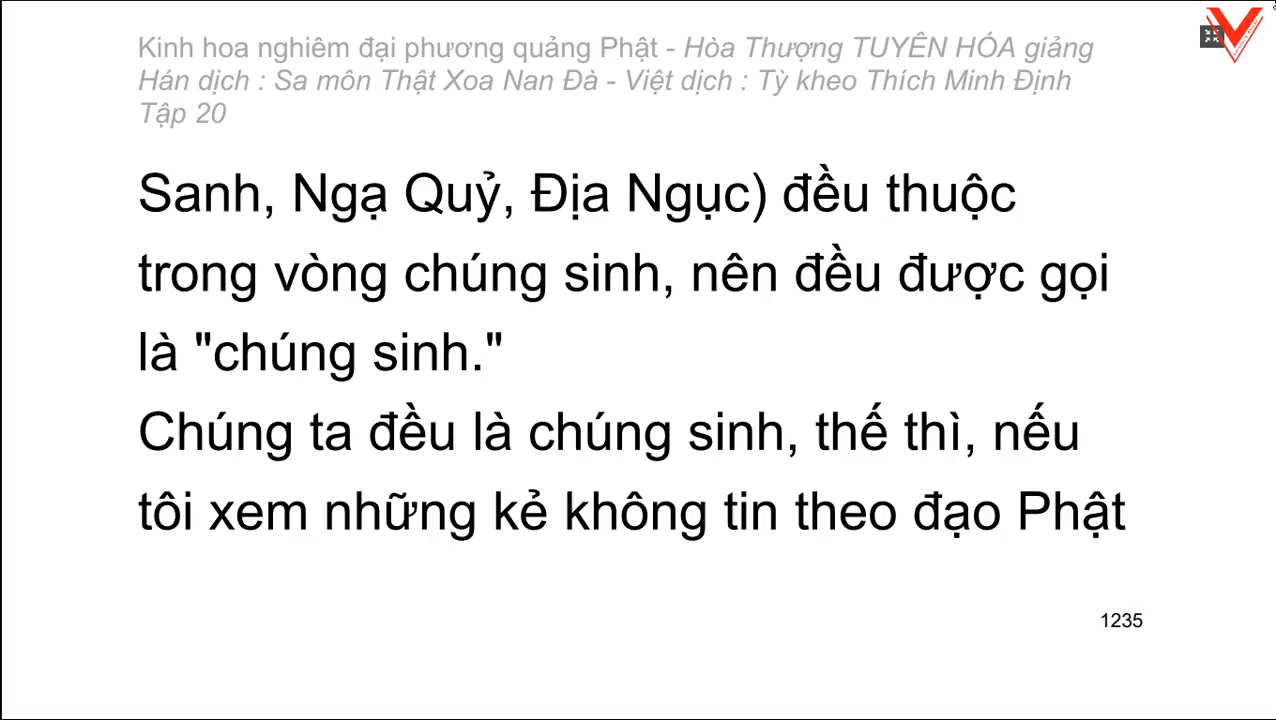 Kinh hoa nghiêm đại phương quảng Phật - Hòa Thượng TUYÊN HÓA giảng
Hán dịch : Sa môn Thật Xoa Nan Đà - Việt dịch : Tỳ kheo Thích Minh Định
Tập 20
Sanh, Ngạ Quỷ, Địa Ngục) đều thuộc
trong vòng chúng sinh, nên đều được gọi
là "chúng sinh."
Chúng ta đều là chúng sinh, thế thì, nếu
tôi xem những kẻ không tin theo đạo Phật
1235